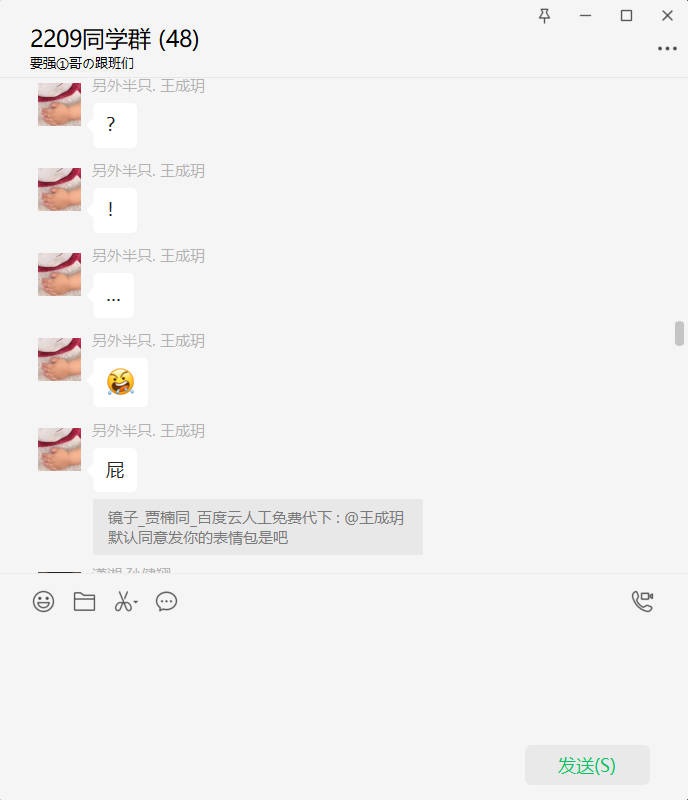 2209同学群 (48)
要强①哥の跟班们
另外半只. 王成玥
?
另外半只. 王成玥
!
另外半只. 王成玥
...
另外半只. 王成玥
另外半只. 王成玥
屁
镜子_贾楠同_百度云人工免费代下 : @王成玥
默认同意发你的表情包是吧
发送(S)